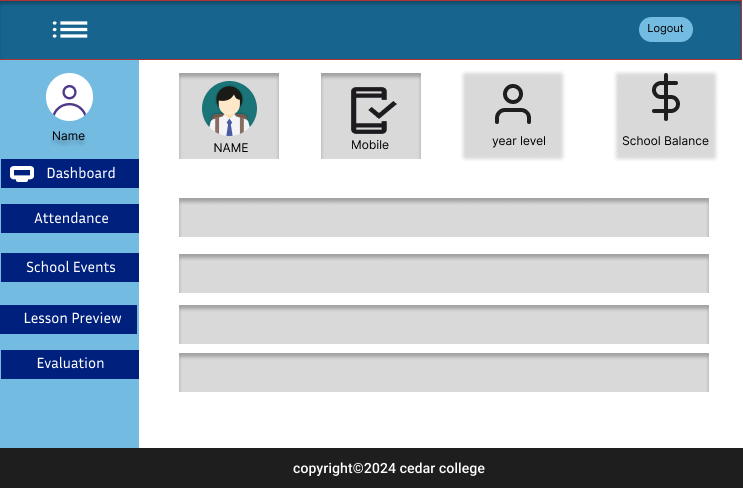 Logout
Name
Dashboard
Attendance
School Events
Lesson Preview
Evaluation
NAME
Mobile
year level
School Balance
copyright©2024 cedar college